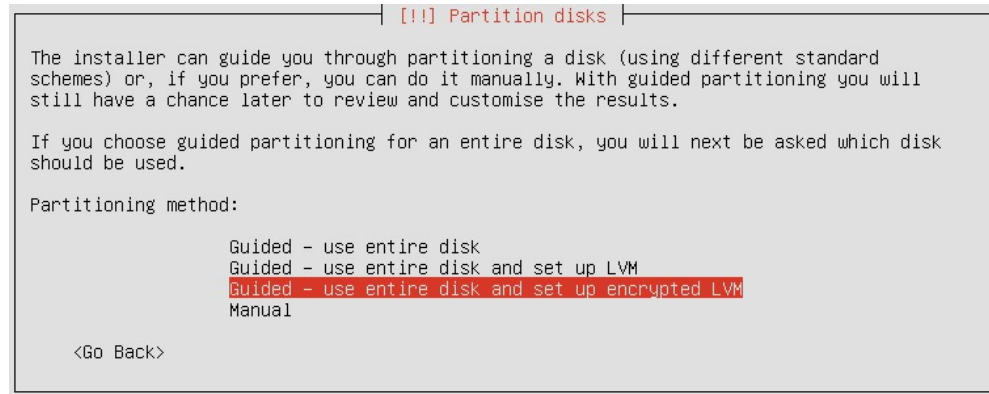 [!!] Partition disks
The installer can guide you through partitioning a disk (using different standard
schemes) or, if you prefer, you can do it manually. With guided partitioning you will
still have a chance later to review and customise the results.
If you choose guided partitioning for an entire disk, you will next be asked which disk
should be used.
Partitioning method:
Guided - use entire disk
Guided - use entire disk and set up LVM
Guided - use entire disk and set up encrypted LVM
Manual
<Go Back>